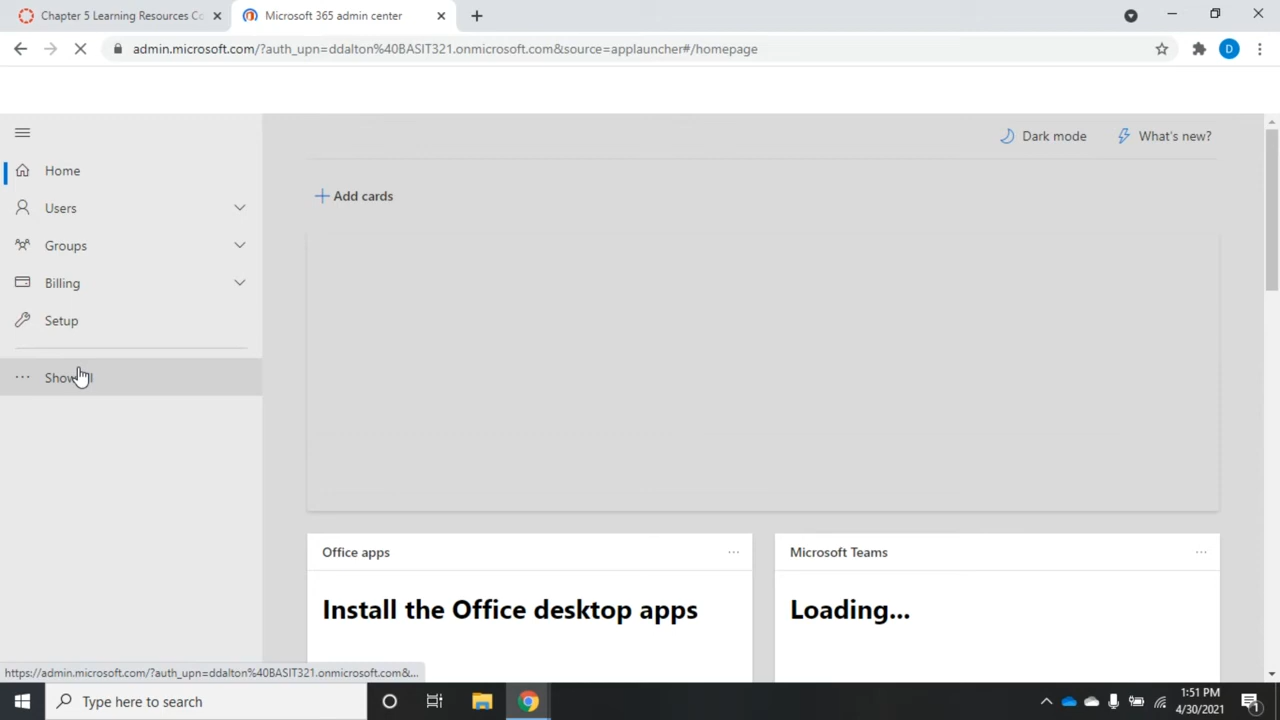 Chapter 5 Learning Resources Co
Microsoft 365 admin center
admin.microsoft.com/?auth_upn=ddalton%40BASIT321.onmicrosoft.com&source=applauncher#/homepage
D
Dark mode
What's new?
Home
Add cards
Users
Groups
Billing
Setup
Show
Office apps
Microsoft Teams
Install the Office desktop apps
Loading...
https://admin.microsoft.com/?auth_upn=ddalton%40BASIT321.onmicrosoft.com&...
Type here to search
1:51 PM
4/30/2021
1